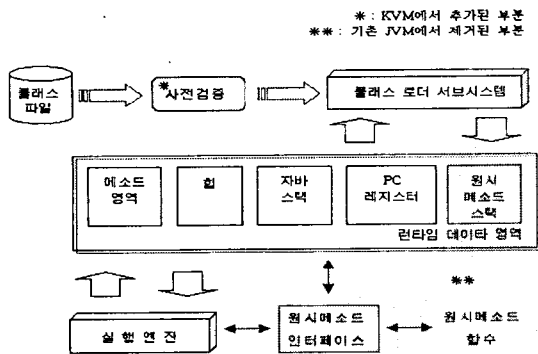 * : KVM에서 추가된 부분
** : 기존 JVM에서 제거된 부분
클래스
파일
*사전검증
클래스 로더 서브시스템
메소드
영역
힙
자바
스택
PC
레지스터
원시
메소드
스택
런타임 데이타 영역
**
실행엔진
원시메소드
인터페이스
원시메소드
함수